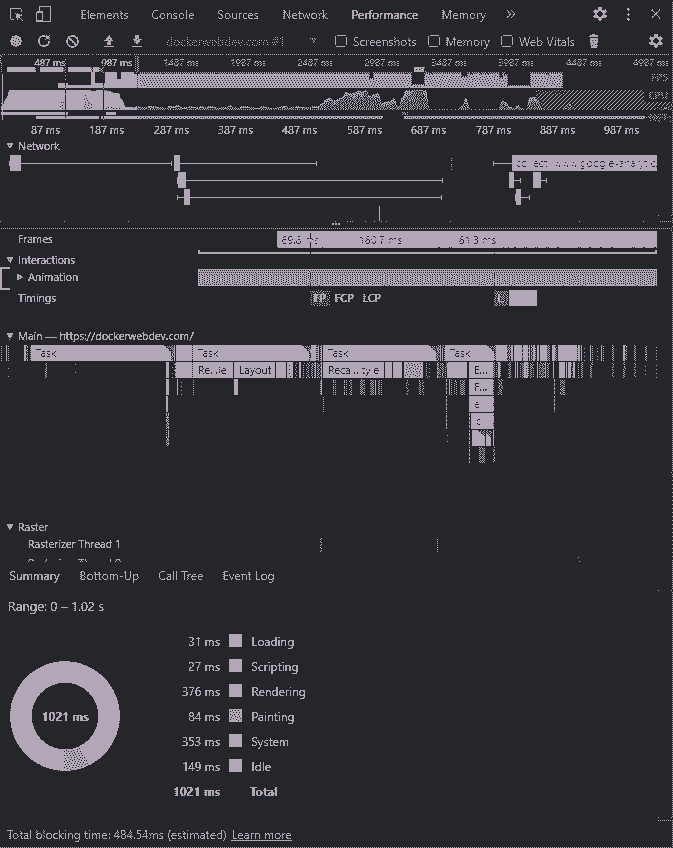 Elements Console Sources Network Performance Memory »
dockerwebdev.com #1 Screenshots Memory Web Vitals
487 ms 987 ms 1487 ms 1987 ms 2487 ms 2987 ms 3487 ms 3987 ms 4487 ms 4987 ms
FPS
CPU
NET
87 ms 187 ms 287 ms 387 ms 487 ms 587 ms 687 ms 787 ms 887 ms 987 ms
Network
collect (www.google-analytic
...
Frames ms ms ms
Interactions
Animation
Timings FP FCP LCP L
Main — https://dockerwebdev.com/
Task Task Task Task
Re...le Layout Reca...tyle E...
F...
e
c
Raster
Rasterizer Thread 1
Summary Bottom-Up Call Tree Event Log
Range: 0 – 1.02 s
31 ms Loading
27 ms Scripting
376 ms Rendering
1021 ms
84 ms Painting
353 ms System
149 ms Idle
1021 ms Total
Total blocking time: 484.54ms (estimated) Learn more